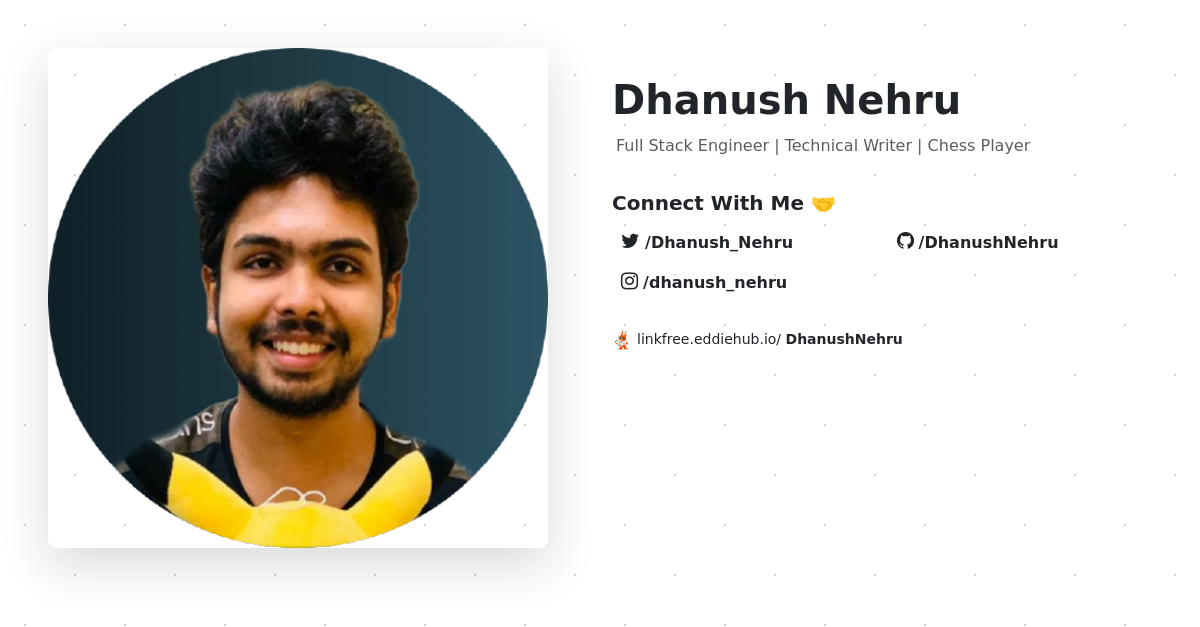 Dhanush Nehru
Full Stack Engineer | Technical Writer | Chess Player
Connect With Me 🤝
/Dhanush_Nehru
/DhanushNehru
/dhanush_nehru
linkfree.eddiehub.io/ DhanushNehru